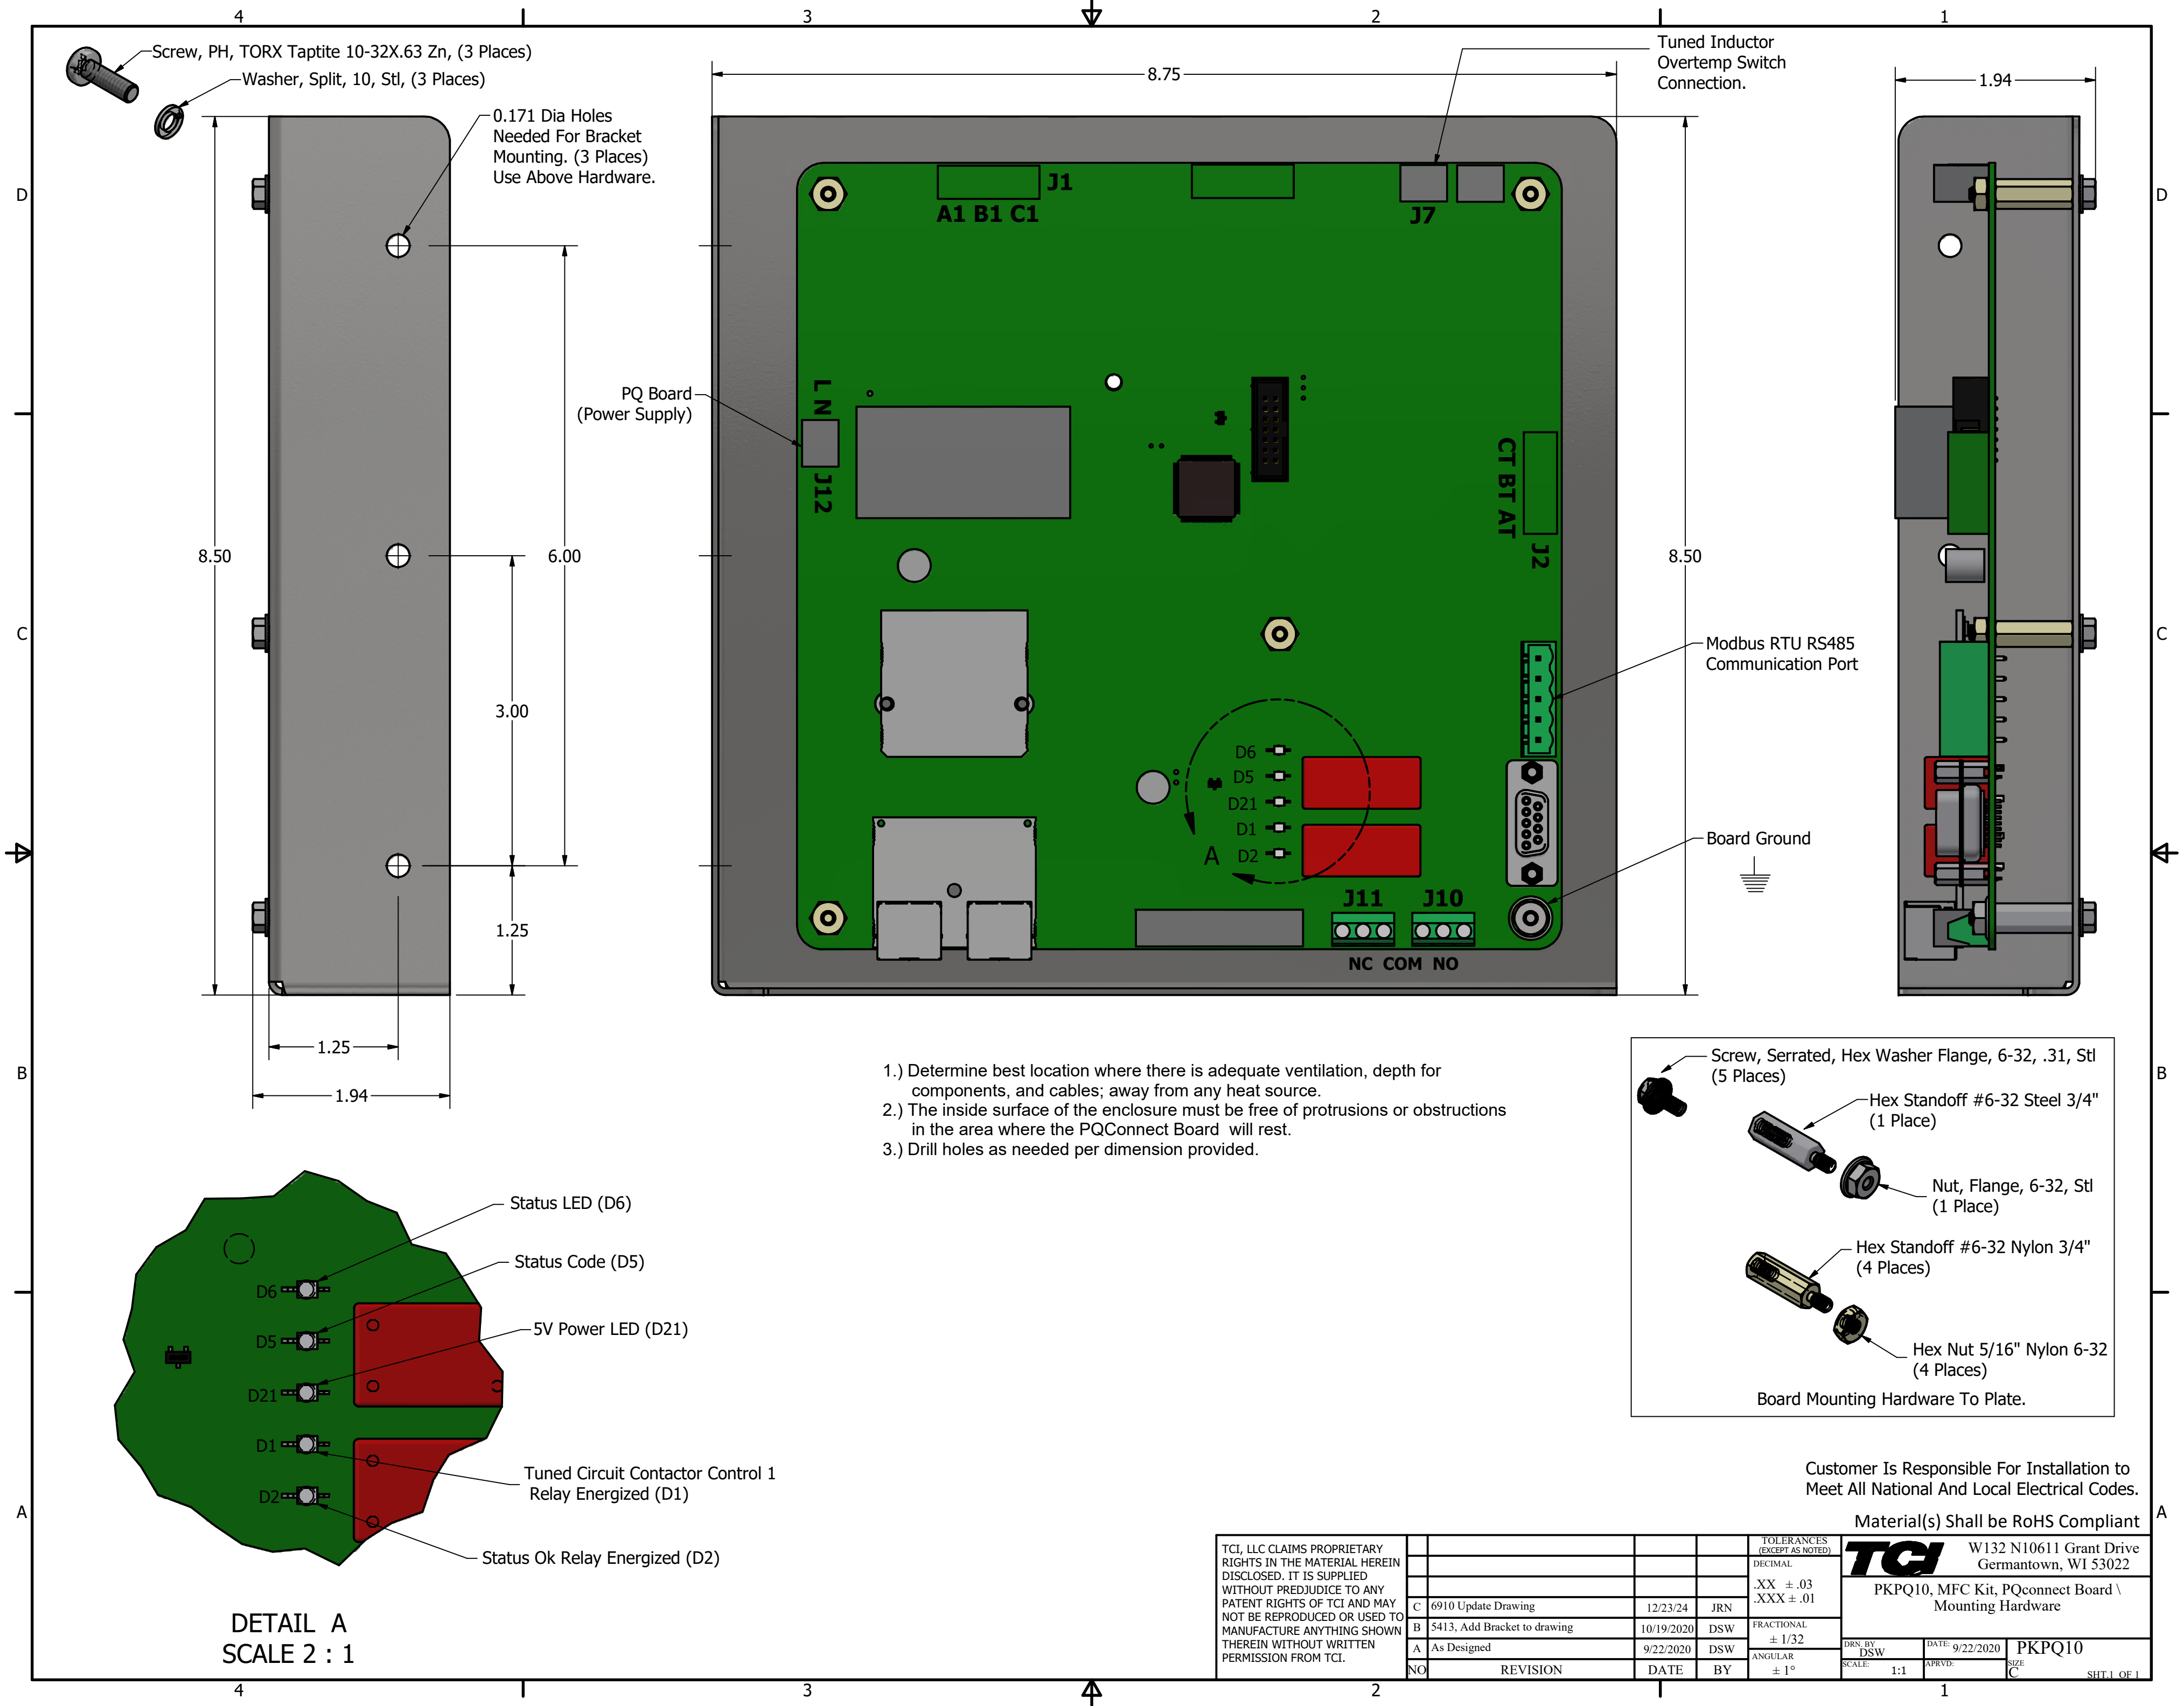 4
3
2
1
D
C
B
A
D
C
B
A
Screw, PH, TORX Taptite 10-32X.63 Zn, (3 Places)
Washer, Split, 10, Stl, (3 Places)
0.171 Dia Holes
Needed For Bracket
Mounting. (3 Places)
Use Above Hardware.
8.50
6.00
3.00
1.25
1.25
1.94
8.75
Tuned Inductor
Overtemp Switch
Connection.
1.94
J1
A1 B1 C1
J7
PQ Board
(Power Supply)
L N
J12
CT BT AT
J2
8.50
Modbus RTU RS485
Communication Port
D6
D5
D21
D1
D2
A
Board Ground
J11
J10
NC COM NO
1.) Determine best location where there is adequate ventilation, depth for
components, and cables; away from any heat source.
2.) The inside surface of the enclosure must be free of protrusions or obstructions
in the area where the PQConnect Board will rest.
3.) Drill holes as needed per dimension provided.
Screw, Serrated, Hex Washer Flange, 6-32, .31, Stl
(5 Places)
Hex Standoff #6-32 Steel 3/4"
(1 Place)
Nut, Flange, 6-32, Stl
(1 Place)
Hex Standoff #6-32 Nylon 3/4"
(4 Places)
Hex Nut 5/16" Nylon 6-32
(4 Places)
Board Mounting Hardware To Plate.
Status LED (D6)
Status Code (D5)
5V Power LED (D21)
D6
D5
D21
D1
D2
Tuned Circuit Contactor Control 1
Relay Energized (D1)
Status Ok Relay Energized (D2)
DETAIL A
SCALE 2 : 1
Customer Is Responsible For Installation to
Meet All National And Local Electrical Codes.
Material(s) Shall be RoHS Compliant
TCI, LLC CLAIMS PROPRIETARY
RIGHTS IN THE MATERIAL HEREIN
DISCLOSED. IT IS SUPPLIED
WITHOUT PREDJUDICE TO ANY
PATENT RIGHTS OF TCI AND MAY
NOT BE REPRODUCED OR USED TO
MANUFACTURE ANYTHING SHOWN
THEREIN WITHOUT WRITTEN
PERMISSION FROM TCI.
C 6910 Update Drawing 12/23/24 JRN
B 5413, Add Bracket to drawing 10/19/2020 DSW
A As Designed 9/22/2020 DSW
NO REVISION DATE BY
TOLERANCES
(EXCEPT AS NOTED)
DECIMAL
.XX ± .03
.XXX ± .01
FRACTIONAL
± 1/32
ANGULAR
± 1°
TCI
W132 N10611 Grant Drive
Germantown, WI 53022
PKPQ10, MFC Kit, PQconnect Board \
Mounting Hardware
DRN. BY DSW
DATE: 9/22/2020
PKPQ10
SCALE: 1:1
APRVD:
SIZE C
SHT.1 OF 1
4
3
2
1